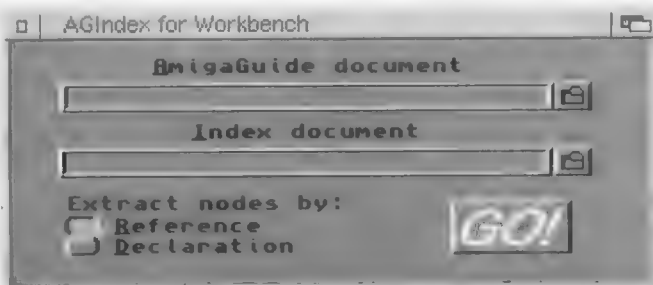 AGIndex for Workbench
AmigaGuide document
Index document
Extract nodes by:
Reference
Declaration
GO!